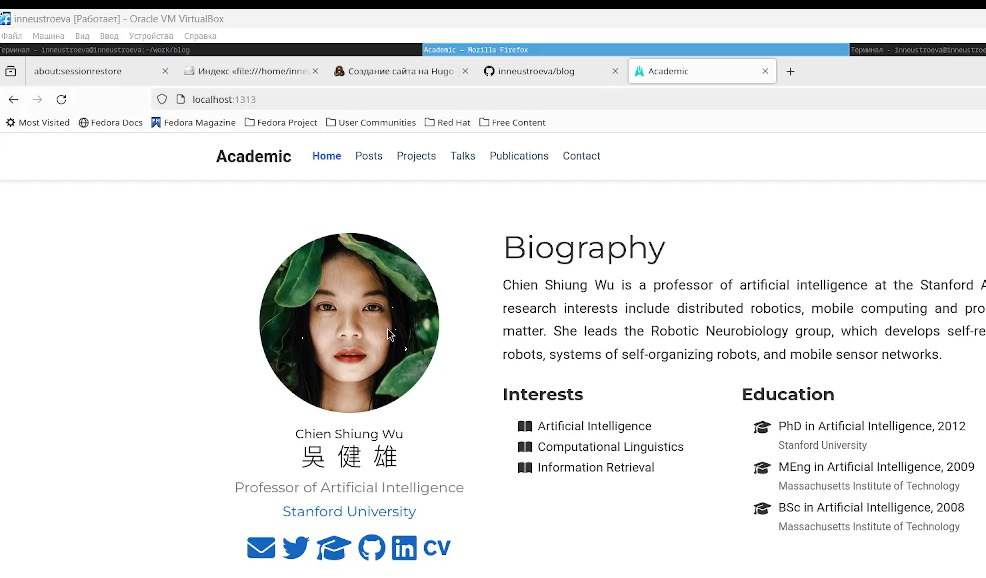 inneustroeva [Работает] - Oracle VM VirtualBox
Файл Машина Вид Ввод Устройства Справка
Терминал - inneustroeva@inneustroeva:~/work/blog Academic — Mozilla Firefox Терминал - inneustroeva@inneustroe
about:sessionrestore Индекс «file:///home/inne Создание сайта на Hugo inneustroeva/blog Academic
localhost:1313
Most Visited Fedora Docs Fedora Magazine Fedora Project User Communities Red Hat Free Content
Academic Home Posts Projects Talks Publications Contact
Biography
Chien Shiung Wu is a professor of artificial intelligence at the Stanford A
research interests include distributed robotics, mobile computing and pro
matter. She leads the Robotic Neurobiology group, which develops self-re
robots, systems of self-organizing robots, and mobile sensor networks.
Chien Shiung Wu
吳健雄
Professor of Artificial Intelligence
Stanford University
CV
Interests
Artificial Intelligence
Computational Linguistics
Information Retrieval
Education
PhD in Artificial Intelligence, 2012
Stanford University
MEng in Artificial Intelligence, 2009
Massachusetts Institute of Technology
BSc in Artificial Intelligence, 2008
Massachusetts Institute of Technology